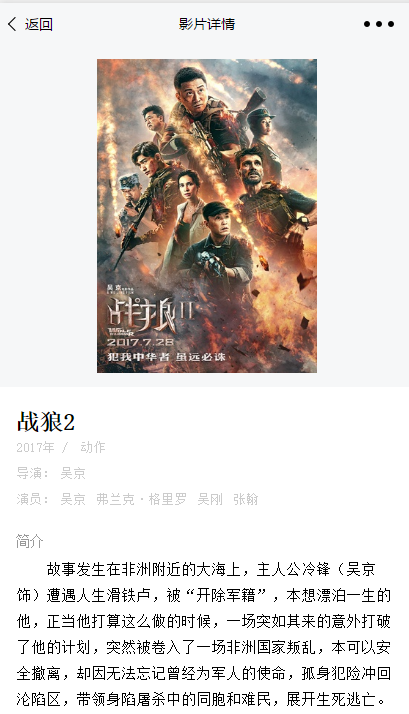 返回
影片详情
吴京
战狼II
2017.7.28
犯我中华者 虽远必诛
战狼2
2017年 / 动作
导演: 吴京
演员: 吴京 弗兰克·格里罗 吴刚 张翰
简介
故事发生在非洲附近的大海上，主人公冷锋（吴京
饰）遭遇人生滑铁卢，被“开除军籍”，本想漂泊一生的
他，正当他打算这么做的时候，一场突如其来的意外打破
了他的计划，突然被卷入了一场非洲国家叛乱，本可以安
全撤离，却因无法忘记曾经为军人的使命，孤身犯险冲回
沦陷区，带领身陷屠杀中的同胞和难民，展开生死逃亡。